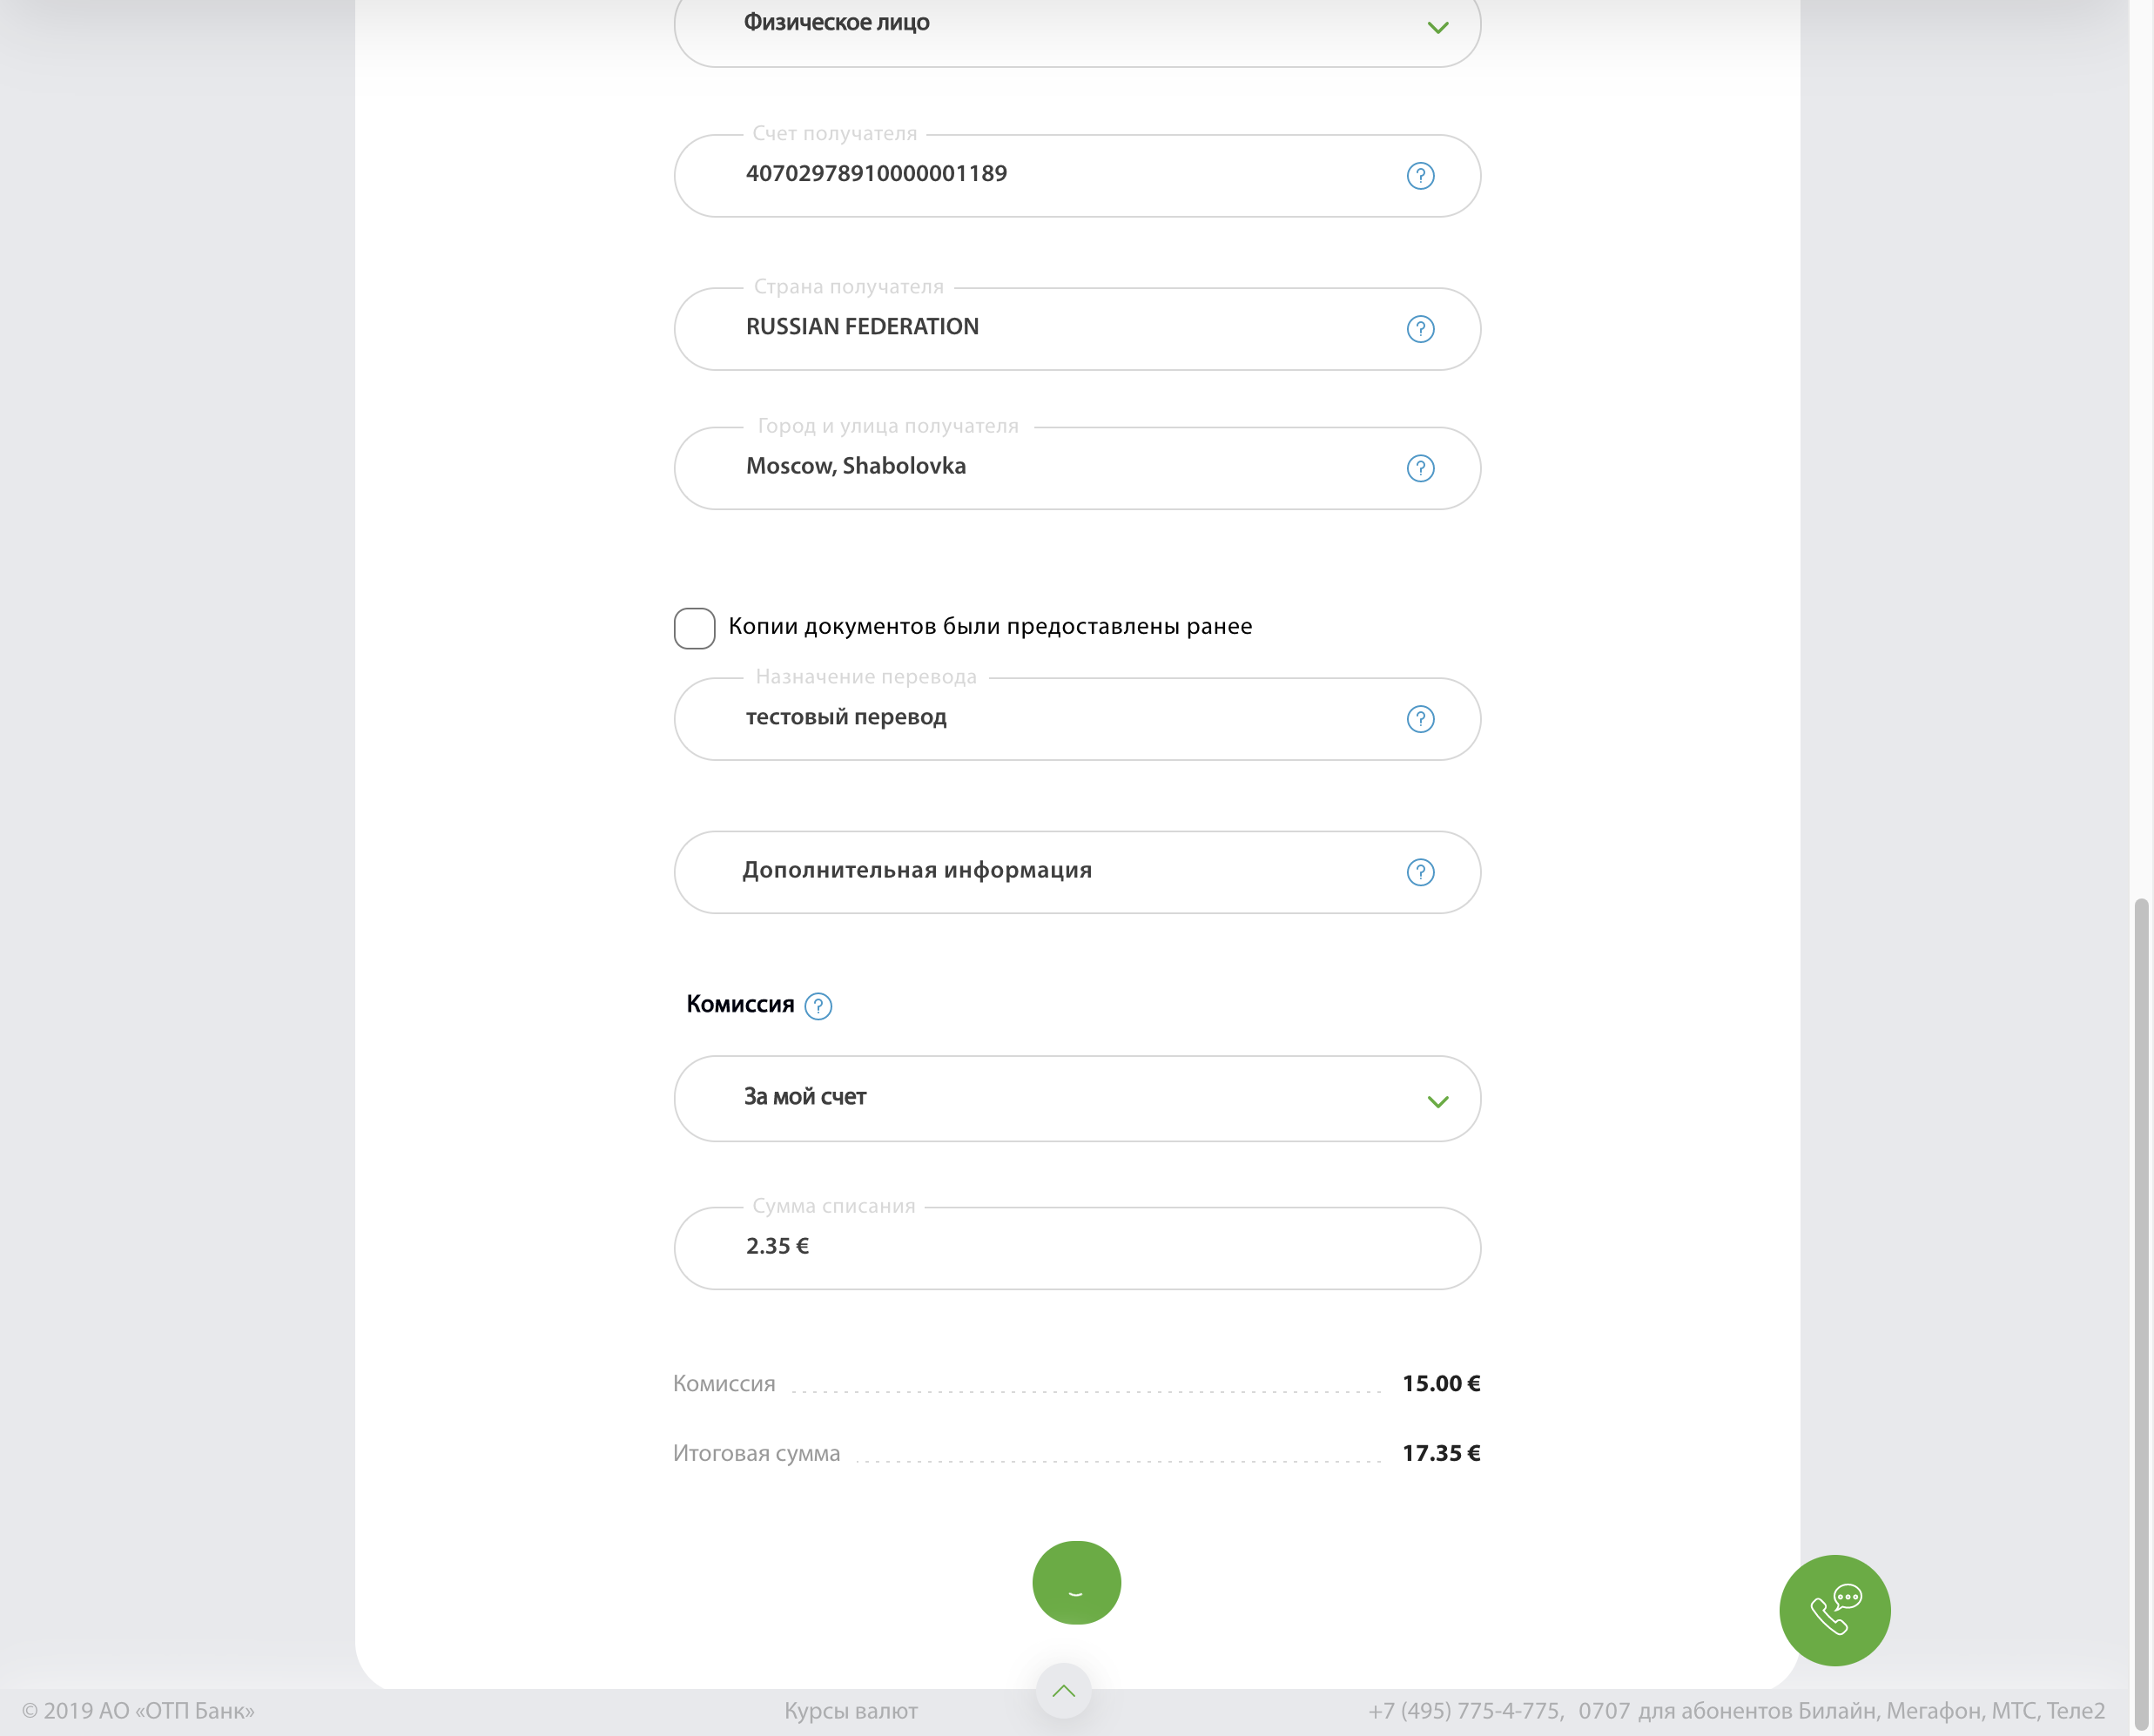 Физическое лицо
Счет получателя
40702978910000001189
Страна получателя
RUSSIAN FEDERATION
Город и улица получателя
Moscow, Shabolovka
Копии документов были предоставлены ранее
Назначение перевода
тестовый перевод
Дополнительная информация
Комиссия
За мой счет
Сумма списания
2.35 €
Комиссия 15.00 €
Итоговая сумма 17.35 €
© 2019 АО «ОТП Банк» Курсы валют +7 (495) 775-4-775, 0707 для абонентов Билайн, Мегафон, МТС, Теле2